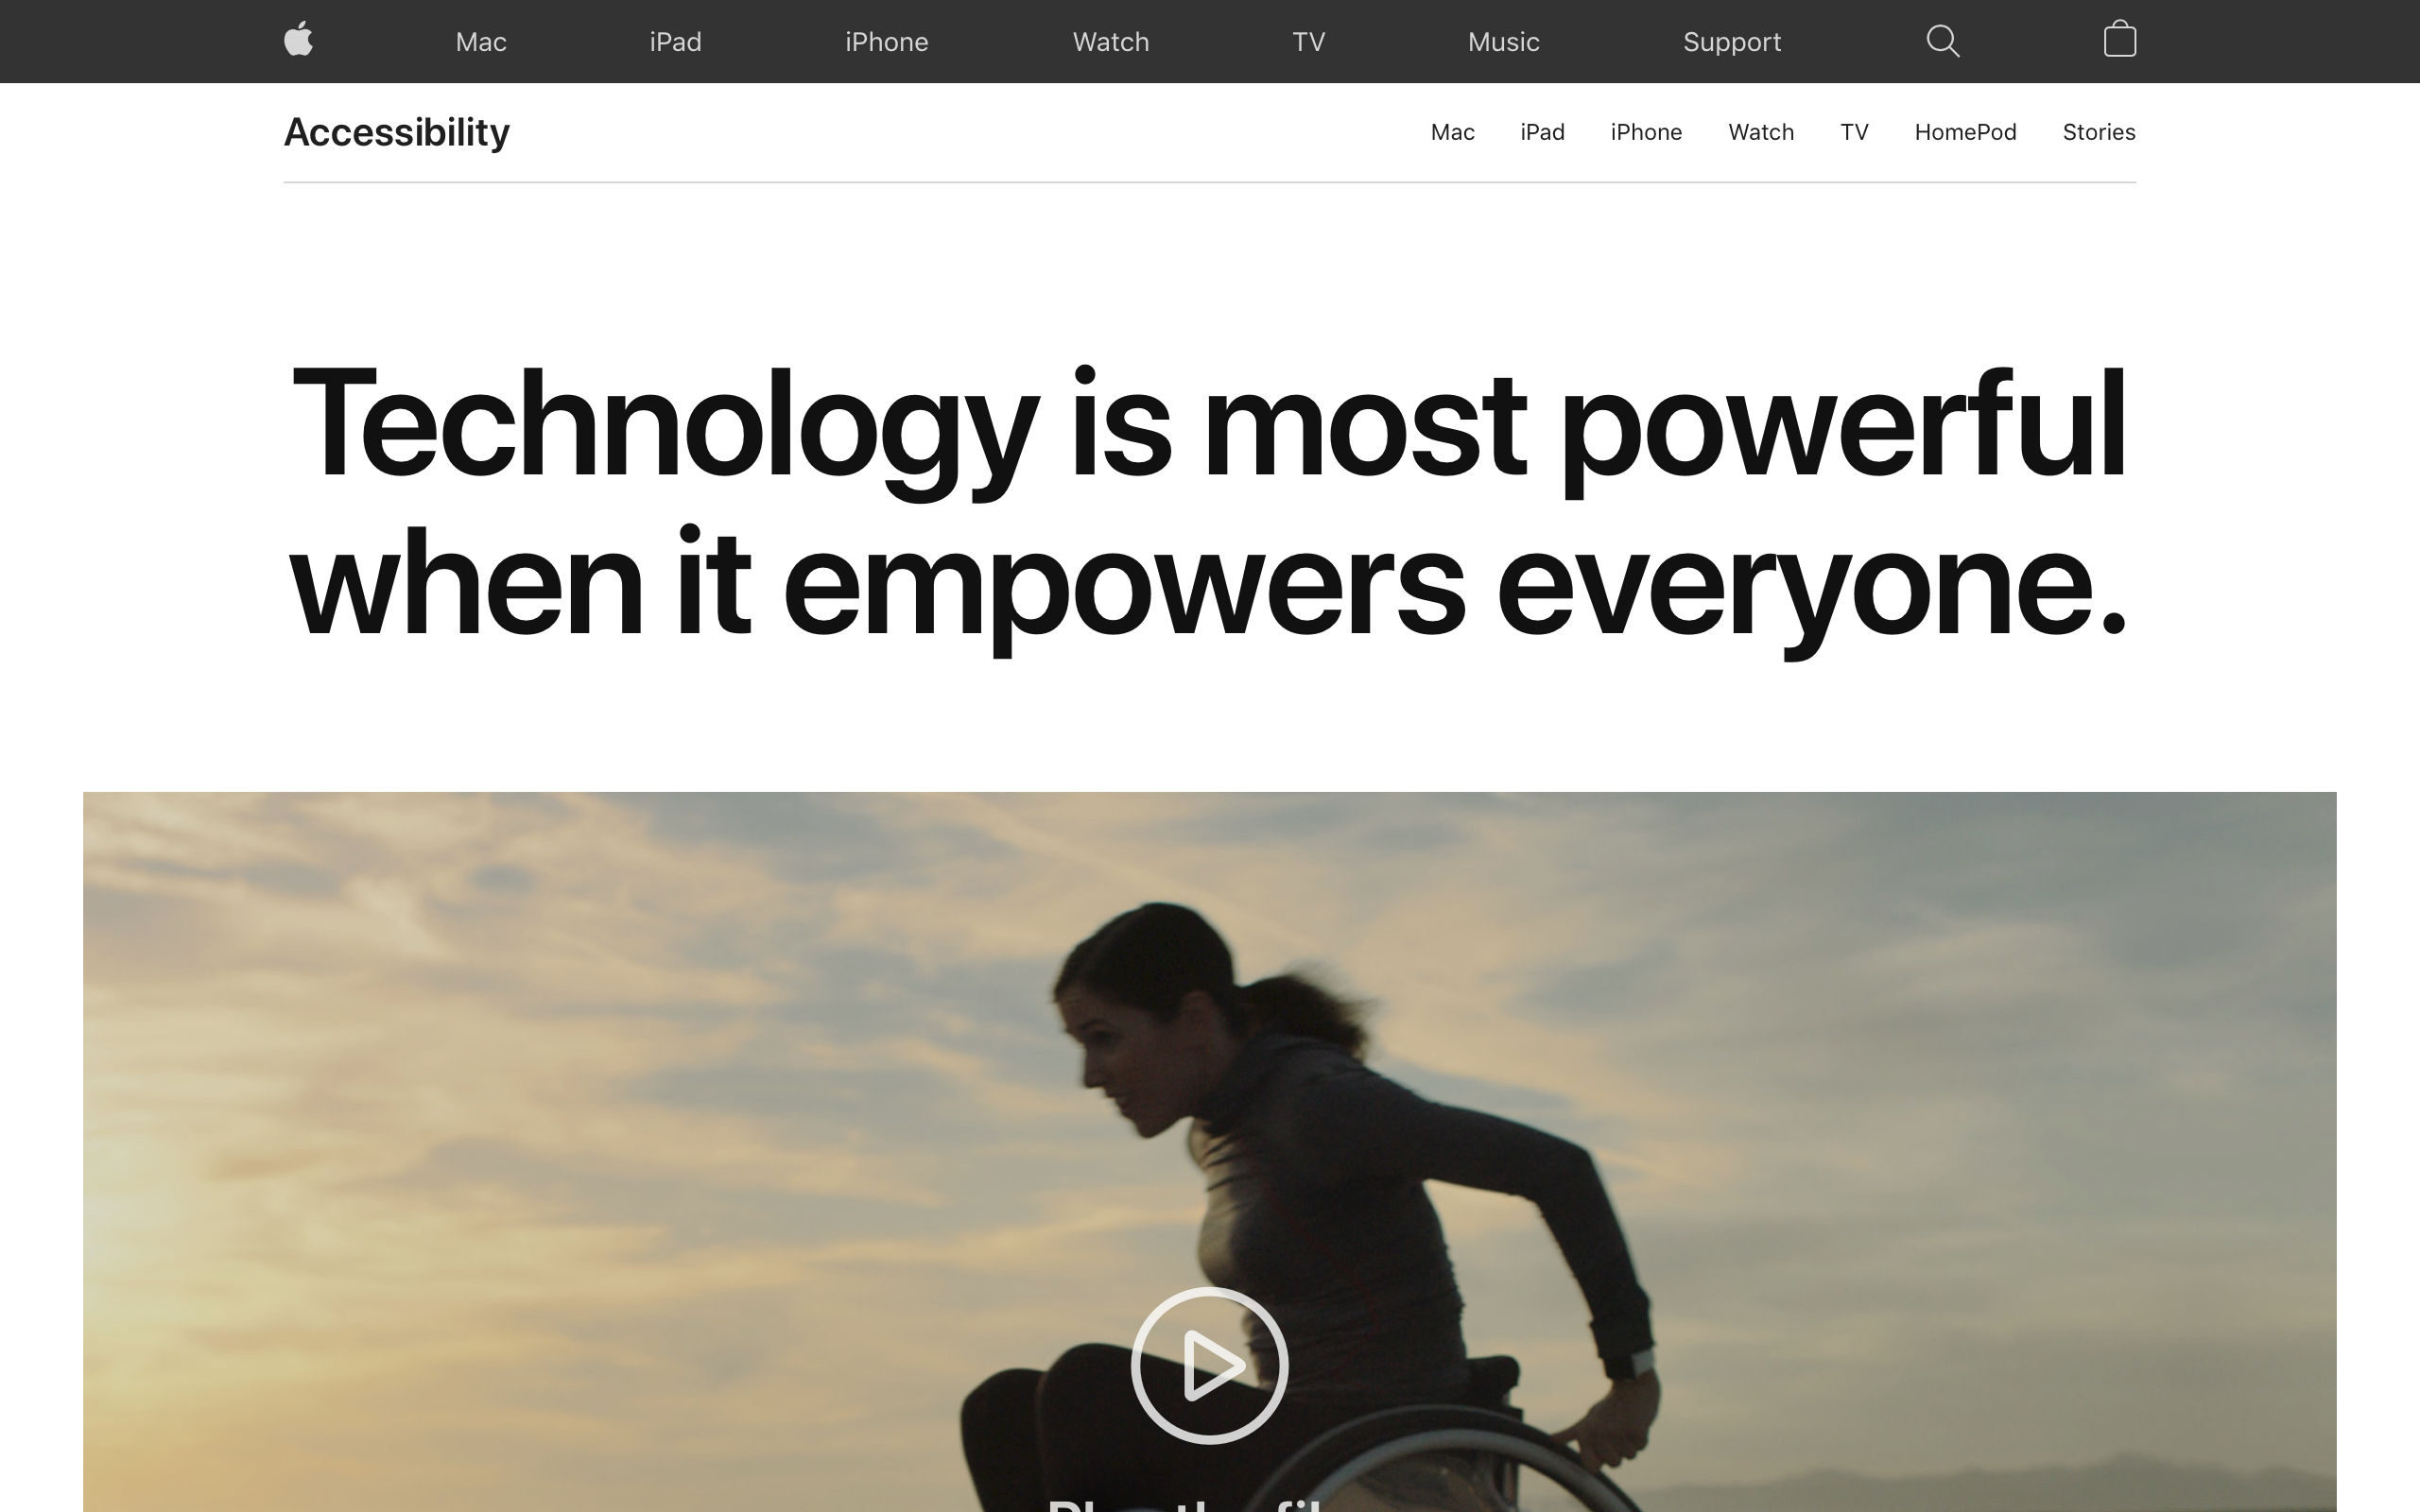 Mac iPad iPhone Watch TV Music Support
Accessibility Mac iPad iPhone Watch TV HomePod Stories
Technology is most powerful
when it empowers everyone.